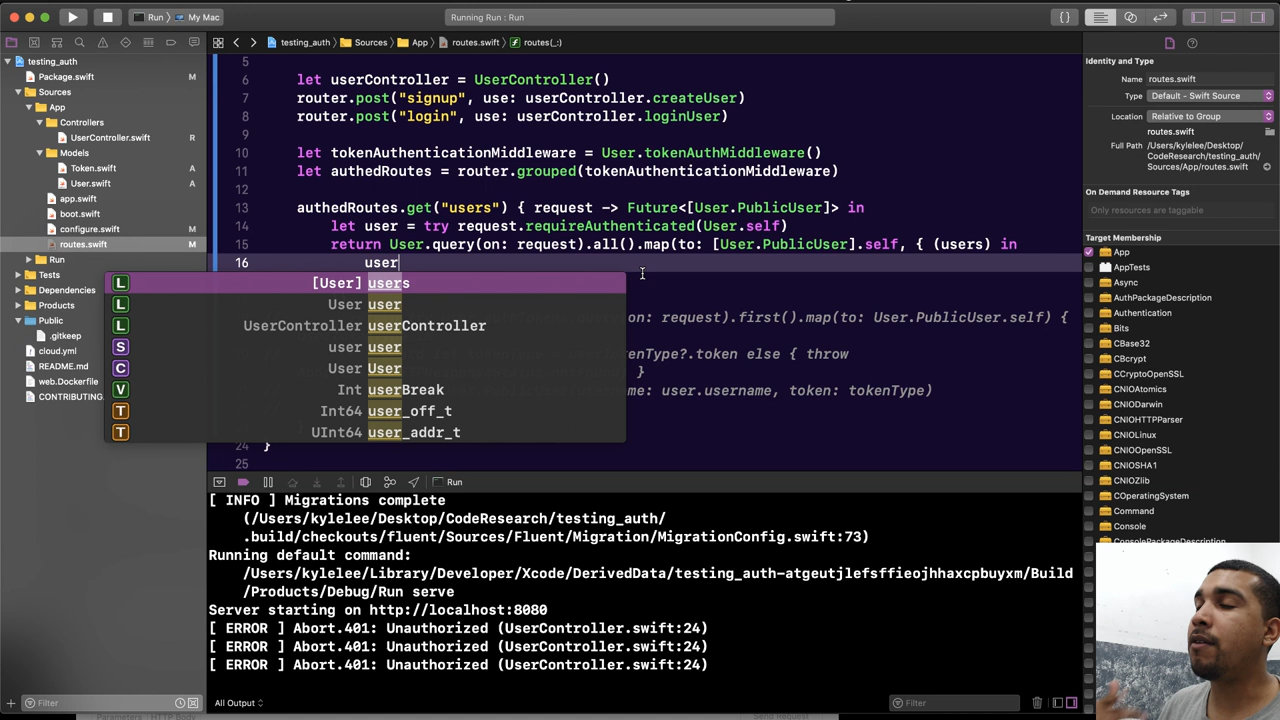 Run
My Mac
Running Run : Run
testing_auth
Sources
App
routes.swift
routes(_:)
testing_auth
Package.swift
M
Sources
App
Controllers
UserController.swift
R
Models
Token.swift
A
User.swift
A
app.swift
boot.swift
configure.swift
M
routes.swift
M
Run
Tests
Dependencies
Products
Public
.gitkeep
cloud.yml
README.md
web.Dockerfile
CONTRIBUTING
Filter
5
6 let userController = UserController()
7 router.post("signup", use: userController.createUser)
8 router.post("login", use: userController.loginUser)
10 let tokenAuthenticationMiddleware = User.tokenAuthMiddleware()
11 let authedRoutes = router.grouped(tokenAuthenticationMiddleware)
12
13 authedRoutes.get("users") { request -> Future<[User.PublicUser]> in
14 let user = try request.requireAuthenticated(User.self)
15 return User.query(on: request).all().map(to: [User.PublicUser].self, { (users) in
16 user
L [User] users
L User user
L UserController userController
S user user
C User User
V Int userBreak
T Int64 user_off_t
T UInt64 user_addr_t
on: request).first().map(to: User.PublicUser.self) {
enType?.token else { throw
}
name: user.username, token: tokenType)
24 }
25
Run
[ INFO ] Migrations complete
(/Users/kylelee/Desktop/CodeResearch/testing_auth/
.build/checkouts/fluent/Sources/Fluent/Migration/MigrationConfig.swift:73)
Running default command:
/Users/kylelee/Library/Developer/Xcode/DerivedData/testing_auth-atgeutjlefsffieojhhaxcpbuyxm/Build
/Products/Debug/Run serve
Server starting on http://localhost:8080
[ ERROR ] Abort.401: Unauthorized (UserController.swift:24)
[ ERROR ] Abort.401: Unauthorized (UserController.swift:24)
[ ERROR ] Abort.401: Unauthorized (UserController.swift:24)
All Output
Filter
Identity and Type
Name routes.swift
Type Default - Swift Source
Location Relative to Group
routes.swift
Full Path /Users/kylelee/Desktop/
CodeResearch/testing_auth/
Sources/App/routes.swift
On Demand Resource Tags
Only resources are taggable
Target Membership
App
AppTests
Async
AuthPackageDescription
Authentication
Bits
CBase32
CBcrypt
CCryptoOpenSSL
CNIOAtomics
CNIODarwin
CNIOHTTPParser
CNIOLinux
CNIOOpenSSL
CNIOSHA1
CNIOZlib
COperatingSystem
Command
Console
ConsolePackageDescription